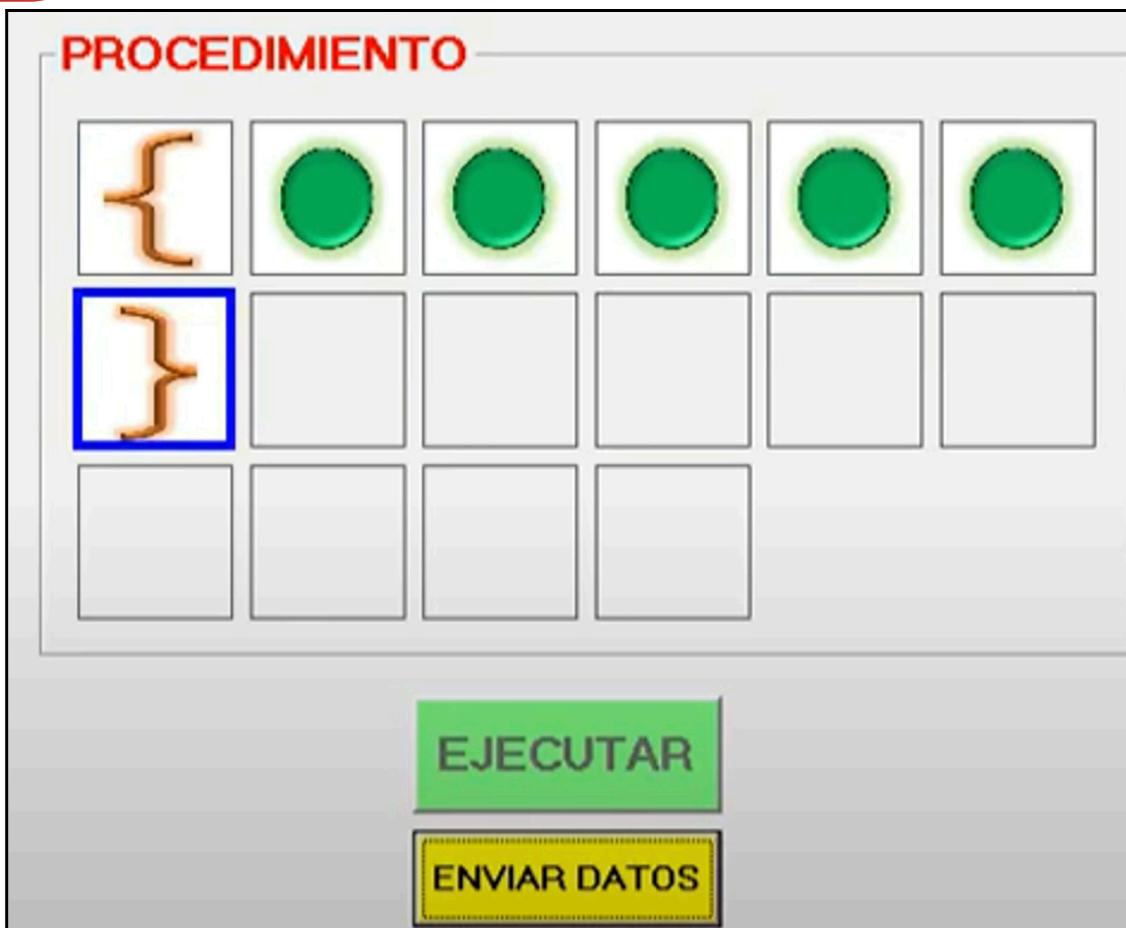 PROCEDIMIENTO
{
}
EJECUTAR
ENVIAR DATOS